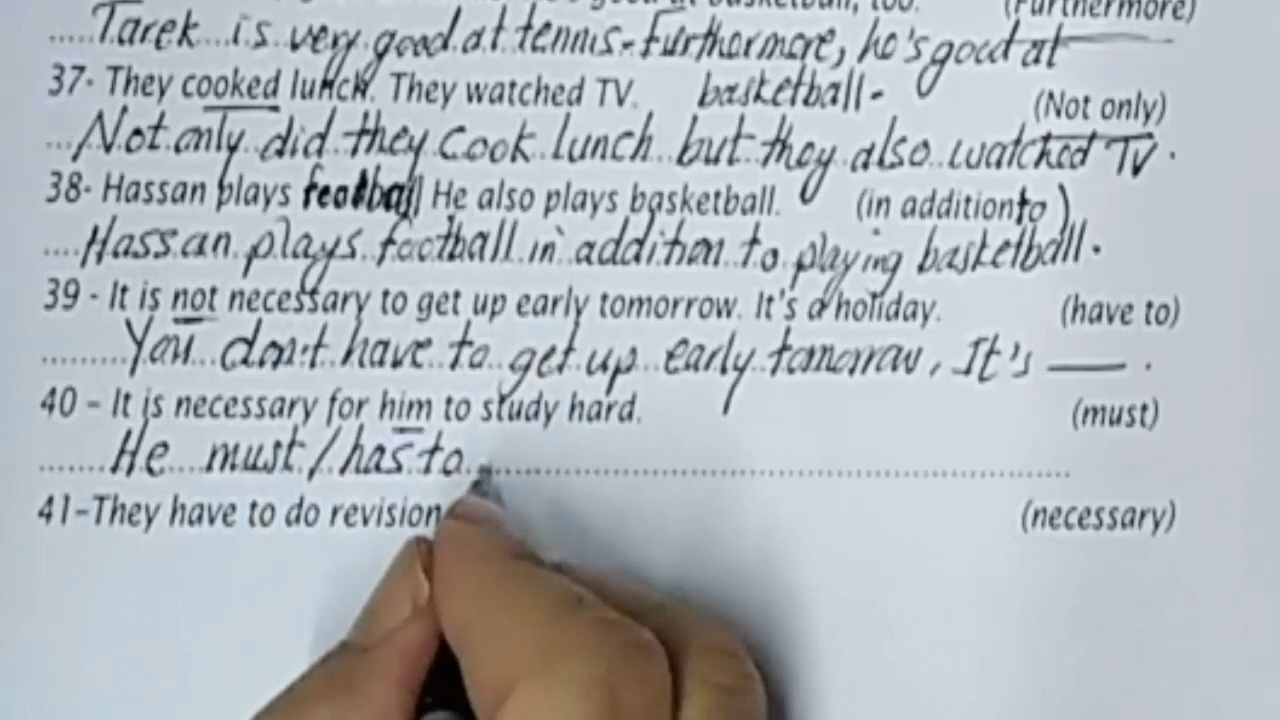 basketball, too. (Furthermore)
....Tarek is very good at tennis. Furthermore, he's good at
37- They cooked lunch. They watched TV. basketball. (Not only)
...Not only did they cook lunch but they also watched TV.
38- Hassan plays football He also plays basketball. (in addition to)
....Hassan plays football in addition to playing basketball.
39 - It is not necessary to get up early tomorrow. It's a holiday. (have to)
.........You don't have to get up early tomorrow, It's ___ .
40 – It is necessary for him to study hard. (must)
.......He must/has to...............................................................
41–They have to do revision (necessary)